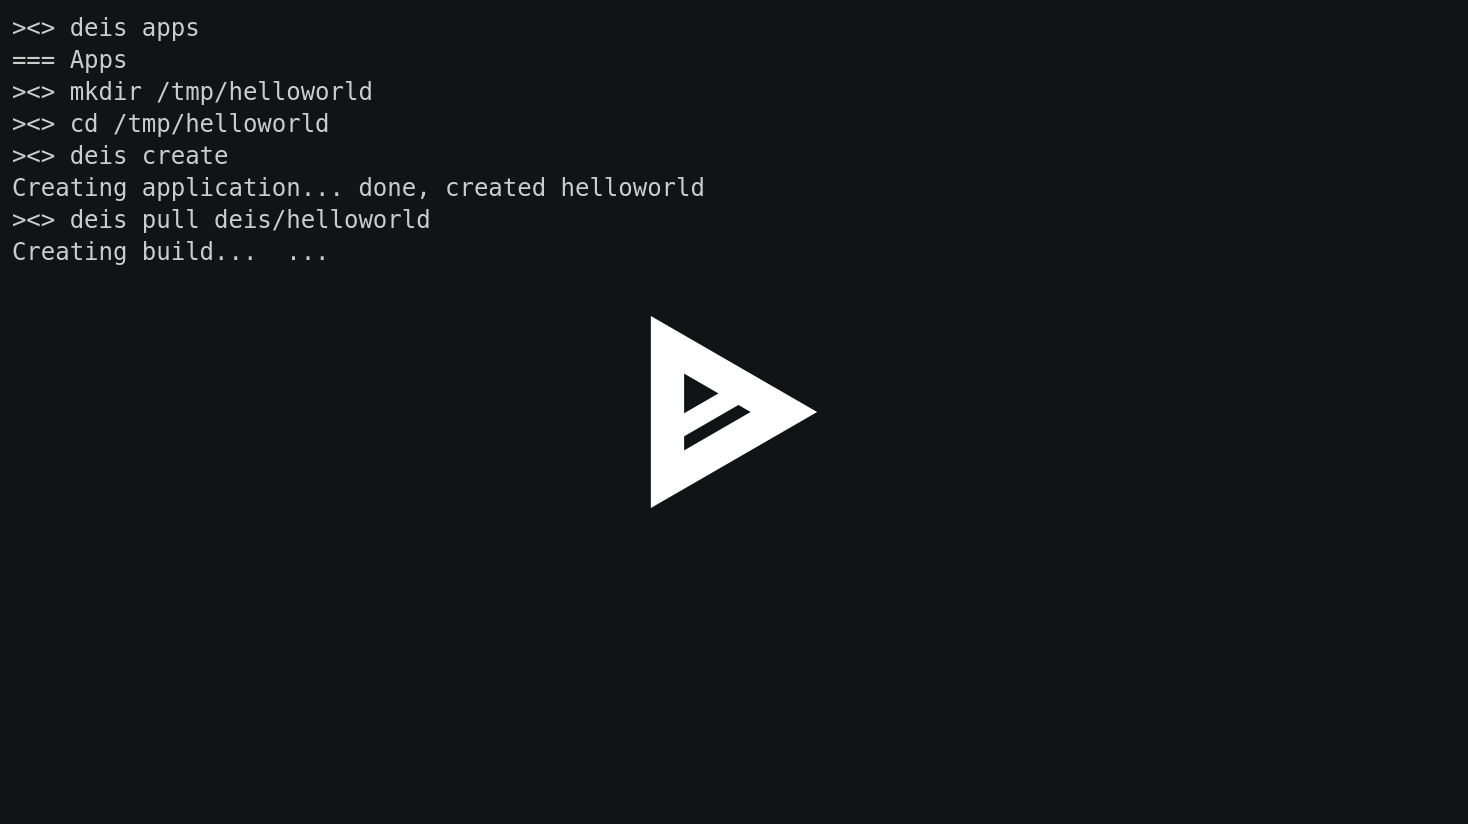 ><> deis apps
=== Apps
><> mkdir /tmp/helloworld
><> cd /tmp/helloworld
><> deis create
Creating application... done, created helloworld
><> deis pull deis/helloworld
Creating build...  ...